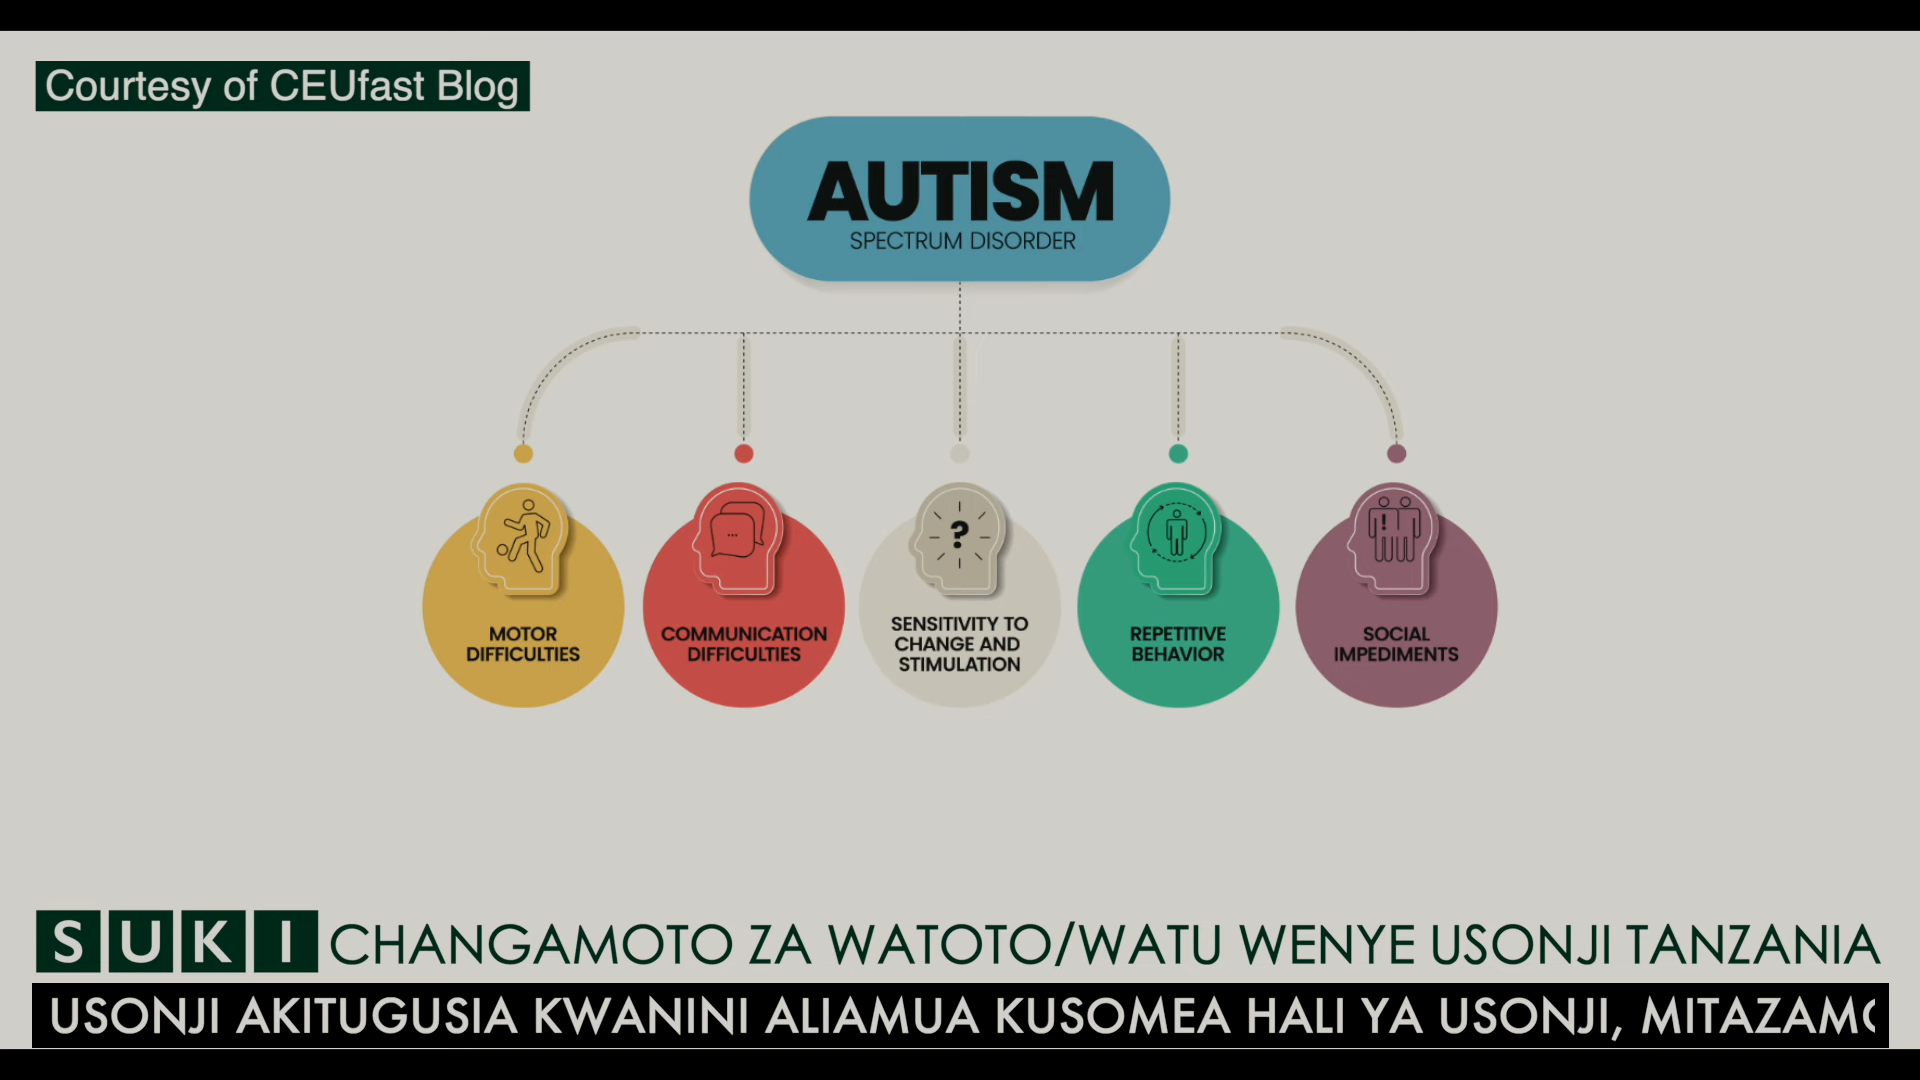 Courtesy of CEUfast Blog
AUTISM
SPECTRUM DISORDER
MOTOR
DIFFICULTIES
COMMUNICATION
DIFFICULTIES
SENSITIVITY TO
CHANGE AND
STIMULATION
REPETITIVE
BEHAVIOR
SOCIAL
IMPEDIMENTS
SUKI CHANGAMOTO ZA WATOTO/WATU WENYE USONJI TANZANIA
USONJI AKITUGUSIA KWANINI ALIAMUA KUSOMEA HALI YA USONJI,